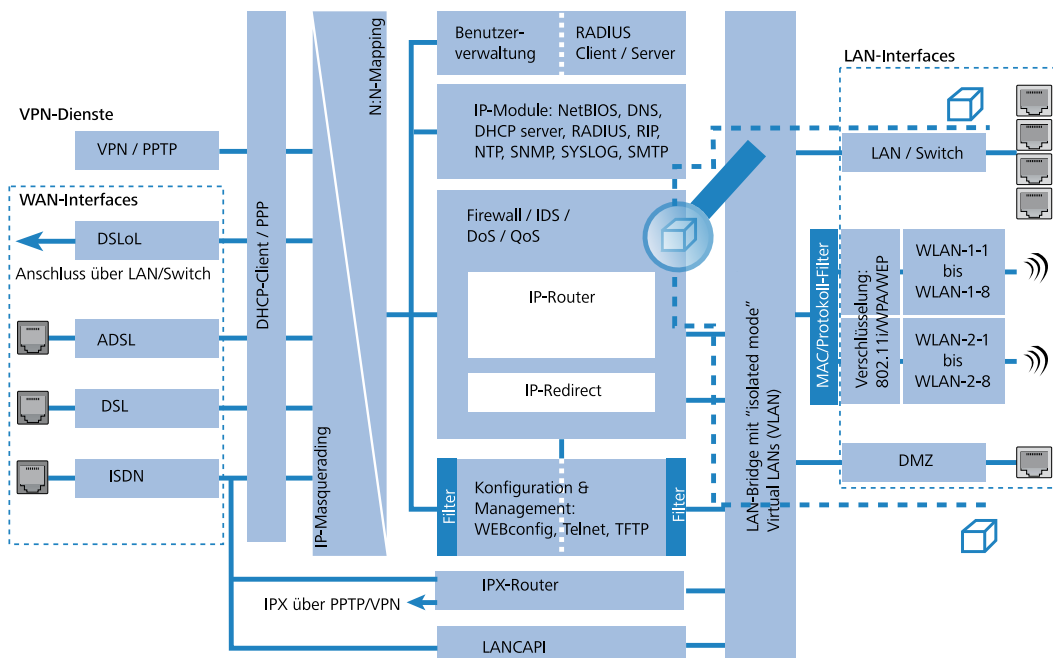 VPN-Dienste
VPN / PPTP
WAN-Interfaces
DSLoL
Anschluss über LAN/Switch
ADSL
DSL
ISDN
DHCP-Client / PPP
IP-Masquerading
N:N-Mapping
Benutzer-
verwaltung
RADIUS
Client / Server
IP-Module: NetBIOS, DNS,
DHCP server, RADIUS, RIP,
NTP, SNMP, SYSLOG, SMTP
Firewall / IDS /
DoS / QoS
IP-Router
IP-Redirect
Filter
Konfiguration &
Management:
WEBconfig, Telnet, TFTP
Filter
IPX-Router
IPX über PPTP/VPN
LANCAPI
LAN-Bridge mit "isolated mode"
Virtual LANs (VLAN)
LAN-Interfaces
LAN / Switch
MAC/Protokoll-Filter
Verschlüsselung:
802.11i/WPA/WEP
WLAN-1-1
bis
WLAN-1-8
WLAN-2-1
bis
WLAN-2-8
DMZ